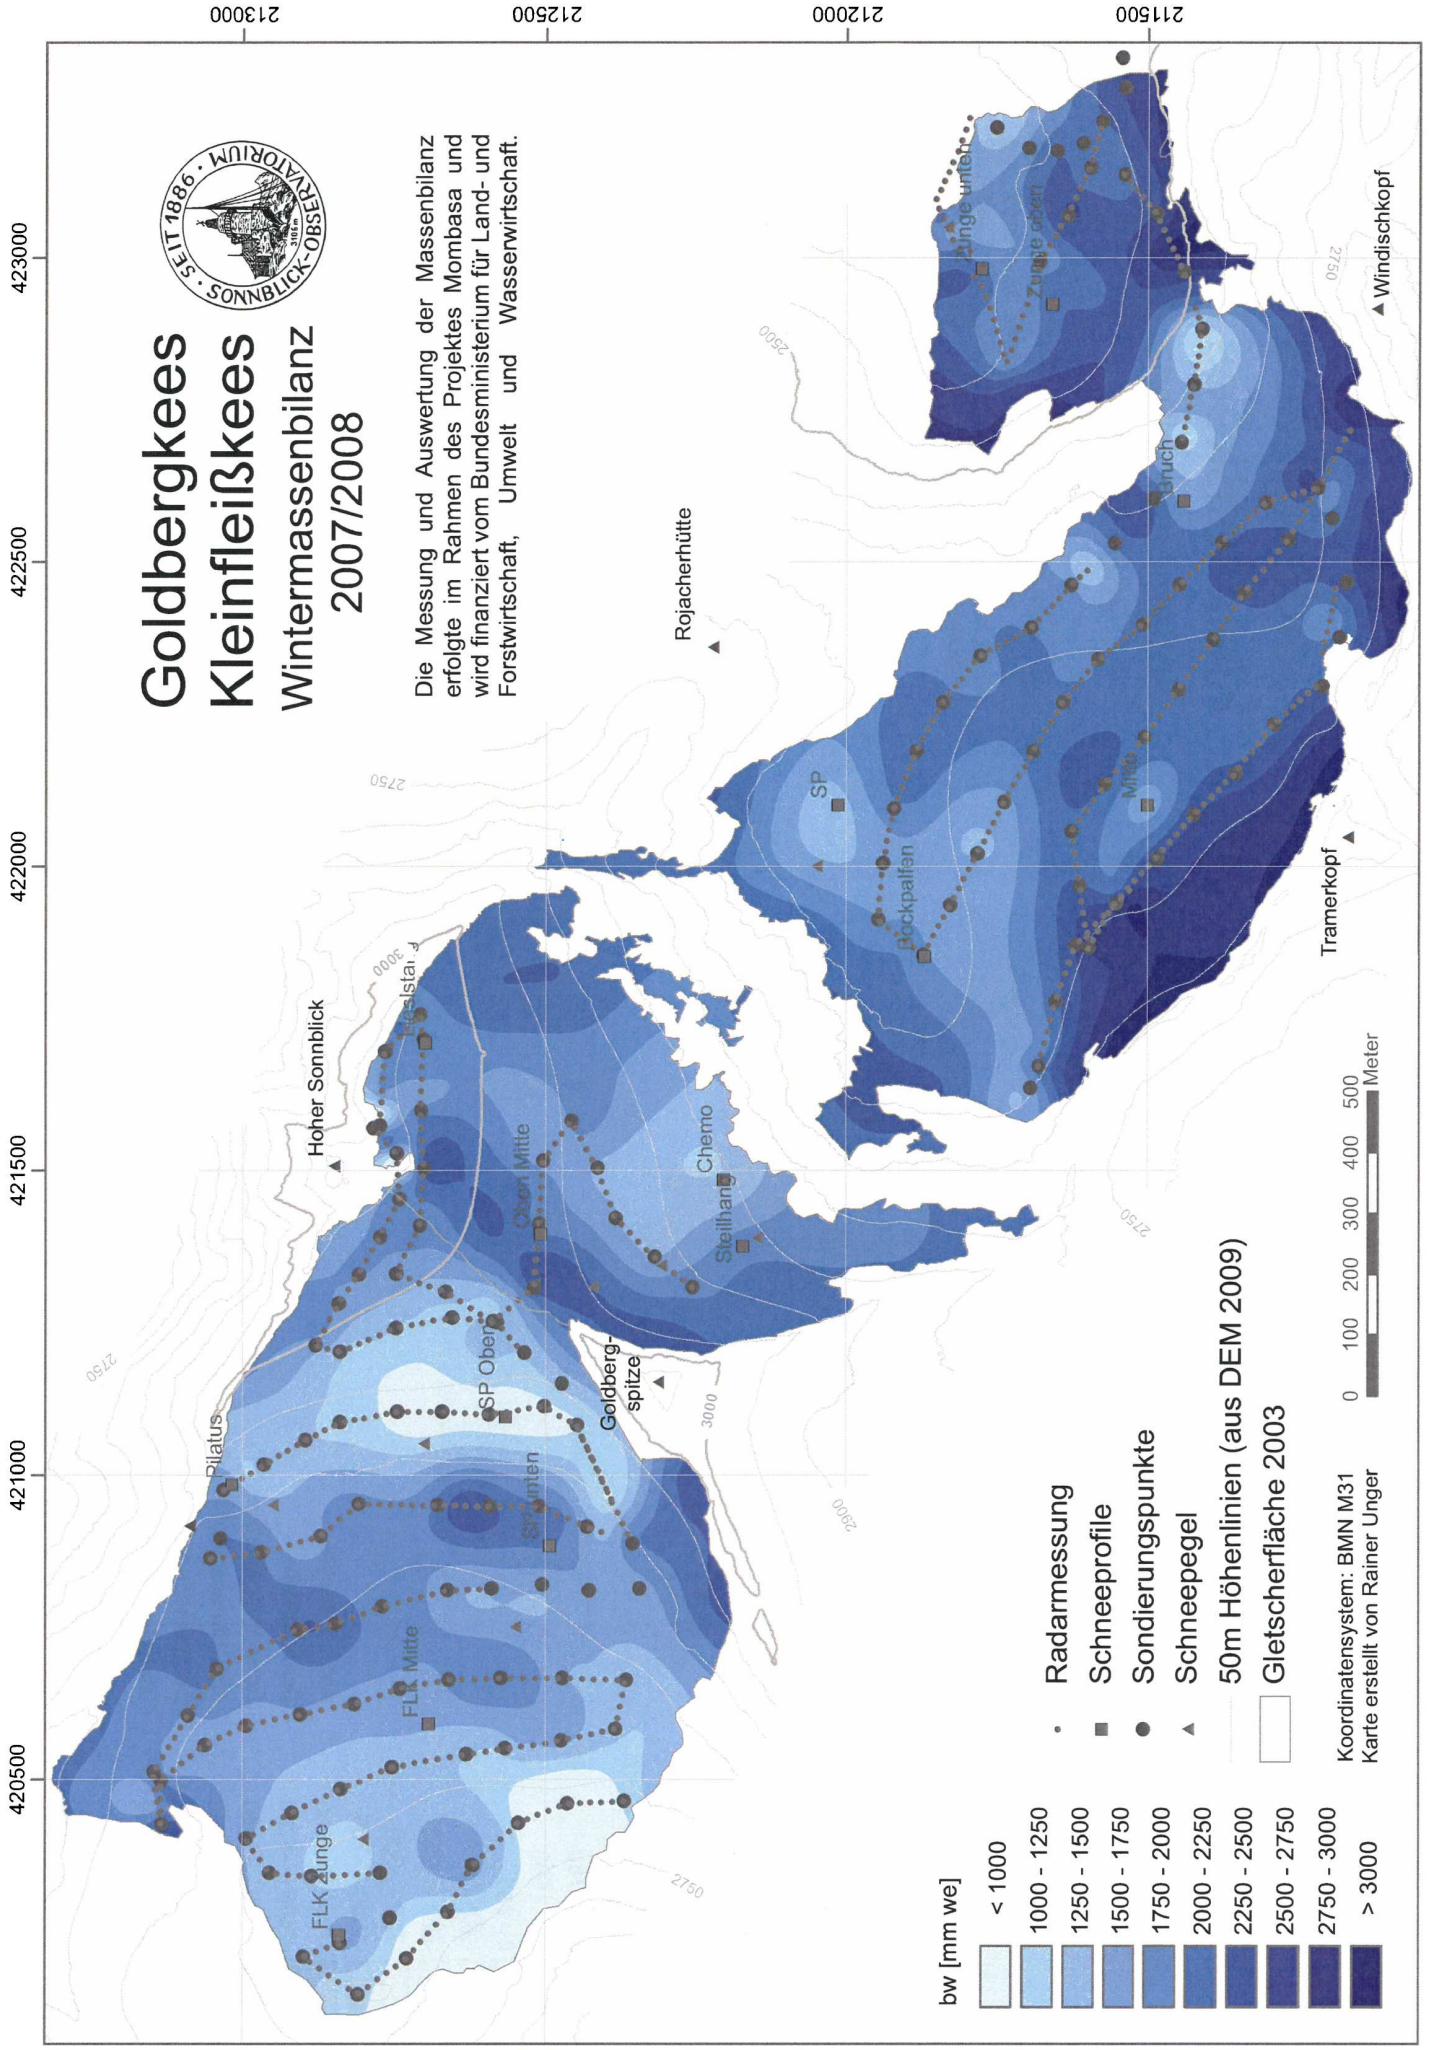 Goldbergkees
Kleinfleißkees
Wintermassenbilanz
2007/2008
SEIT 1886 · SONNBLICK-OBSERVATORIUM ·
3106m
Die Messung und Auswertung der Massenbilanz
erfolgte im Rahmen des Projektes Mombasa und
wird finanziert vom Bundesministerium für Land- und
Forstwirtschaft, Umwelt und Wasserwirtschaft.
420500
421000
421500
422000
422500
423000
213000
212500
212000
211500
2750
3000
Hoher Sonnblick
Pilatus
2750
Rojacherhütte
2500
Zunge unten
Zunge oben
2750
Windischkopf
Bruch
SP
Bockpalfen
Mitte
Tramerkopf
Oben Mitte
Chemo
Steilhang
2750
SP Oben
Goldberg-
spitze
3000
2900
FLK Mitte
FLK Zunge
2750
bw [mm we]
< 1000
1000 - 1250
1250 - 1500
1500 - 1750
1750 - 2000
2000 - 2250
2250 - 2500
2500 - 2750
2750 - 3000
> 3000
Radarmessung
Schneeprofile
Sondierungspunkte
Schneepegel
50m Höhenlinien (aus DEM 2009)
Gletscherfläche 2003
Koordinatensystem: BMN M31
Karte erstellt von Rainer Unger
0 100 200 300 400 500
Meter